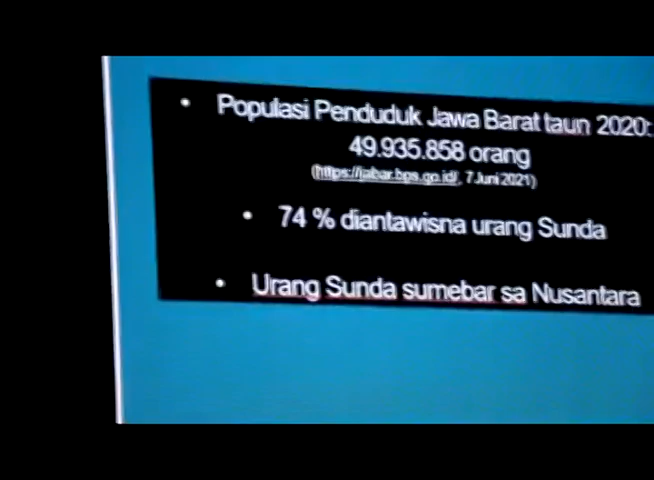 • Populasi Penduduk Jawa Barat taun 2020:
49.935.858 orang
(https://jabar.bps.go.id/, 7 Juni 2021)
• 74 % diantawisna urang Sunda
• Urang Sunda sumebar sa Nusantara